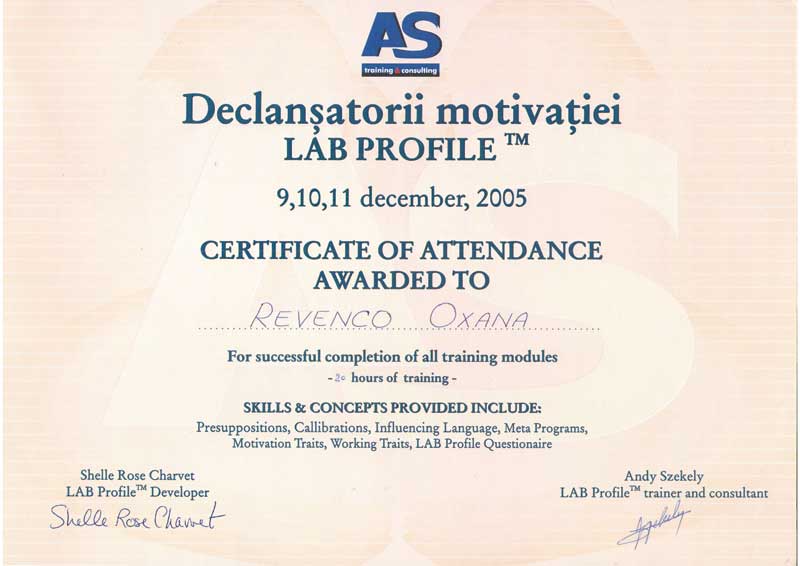 AS
training & consulting
Declanşatorii motivaţiei
LAB PROFILE ™
9,10,11 december, 2005
CERTIFICATE OF ATTENDANCE
AWARDED TO
REVENCO OXANA
For successful completion of all training modules
- 20 hours of training -
SKILLS & CONCEPTS PROVIDED INCLUDE:
Presuppositions, Callibrations, Influencing Language, Meta Programs,
Motivation Traits, Working Traits, LAB Profile Questionaire
Shelle Rose Charvet
LAB Profile™ Developer
Shelle Rose Charvet
Andy Szekely
LAB Profile™ trainer and consultant